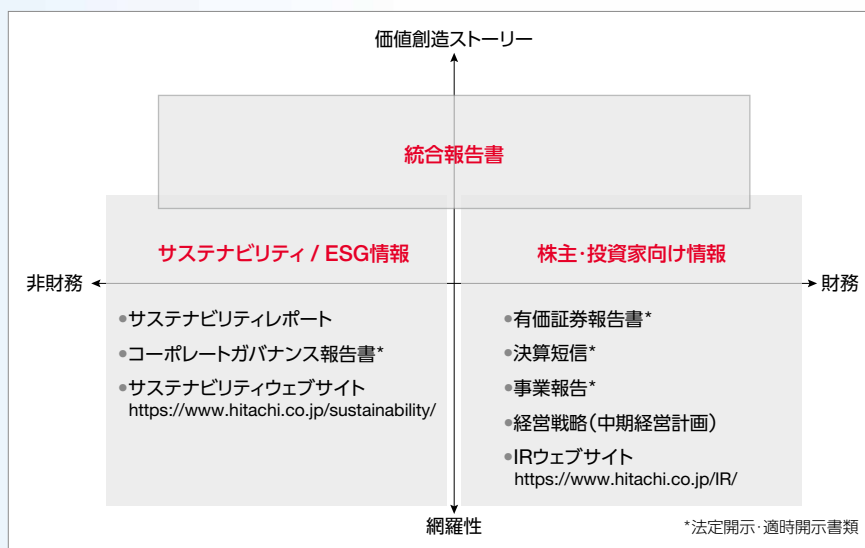 価値創造ストーリー
統合報告書
サステナビリティ / ESG情報
株主・投資家向け情報
非財務
財務
●サステナビリティレポート
●コーポレートガバナンス報告書*
●サステナビリティウェブサイト
https://www.hitachi.co.jp/sustainability/
●有価証券報告書*
●決算短信*
●事業報告*
●経営戦略(中期経営計画)
●IRウェブサイト
https://www.hitachi.co.jp/IR/
網羅性
*法定開示・適時開示書類